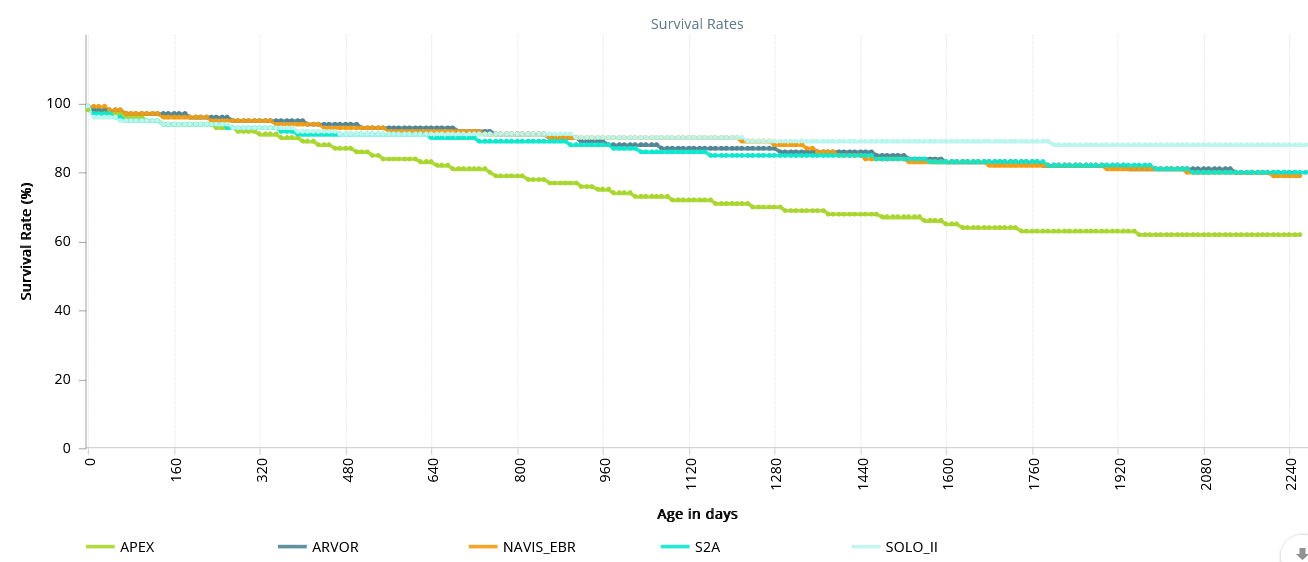 Survival Rates
100
80
60
40
20
0
Survival Rate (%)
0 160 320 480 640 800 960 1120 1280 1440 1600 1760 1920 2080 2240
Age in days
APEX ARVOR NAVIS_EBR S2A SOLO_II